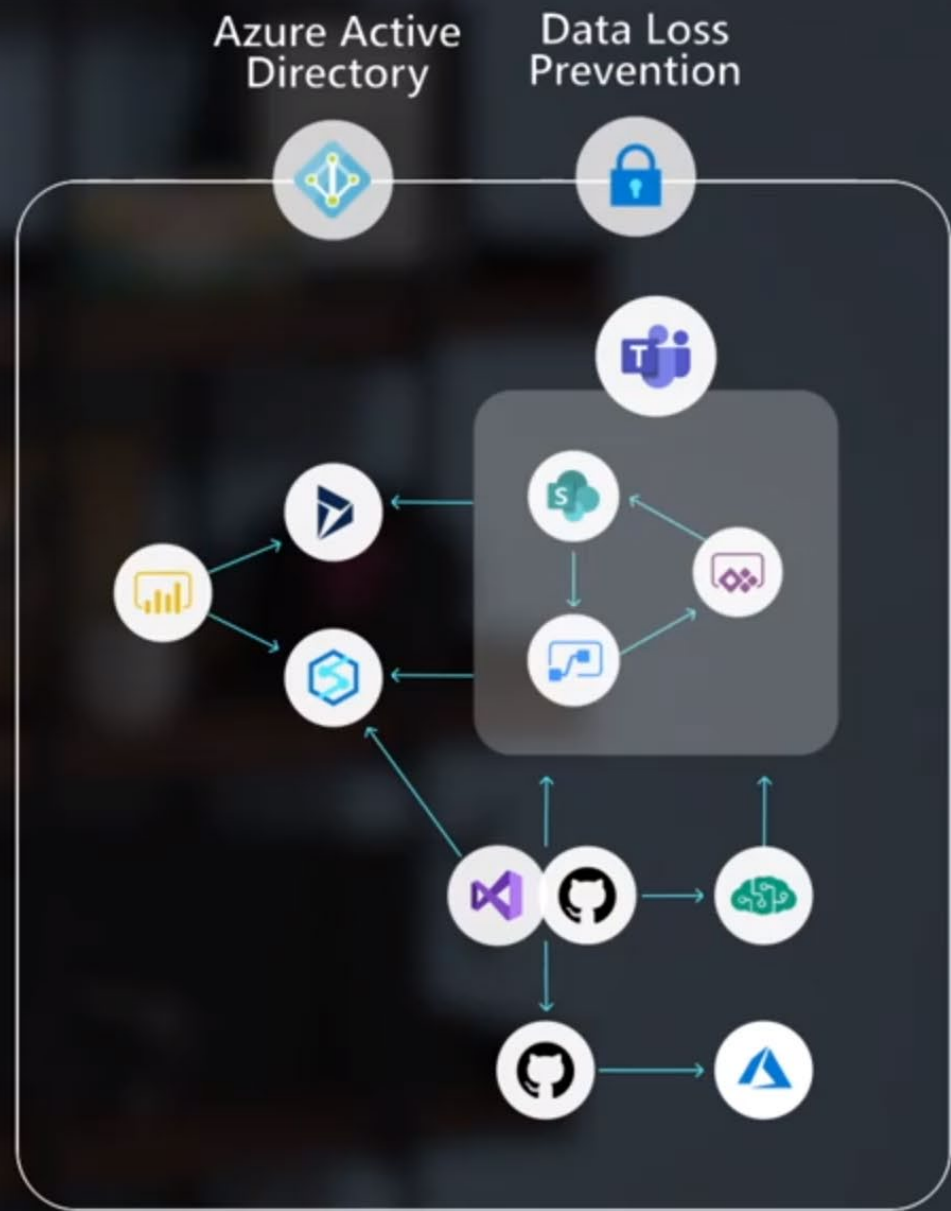 Azure Active
Directory
Data Loss
Prevention
T
S